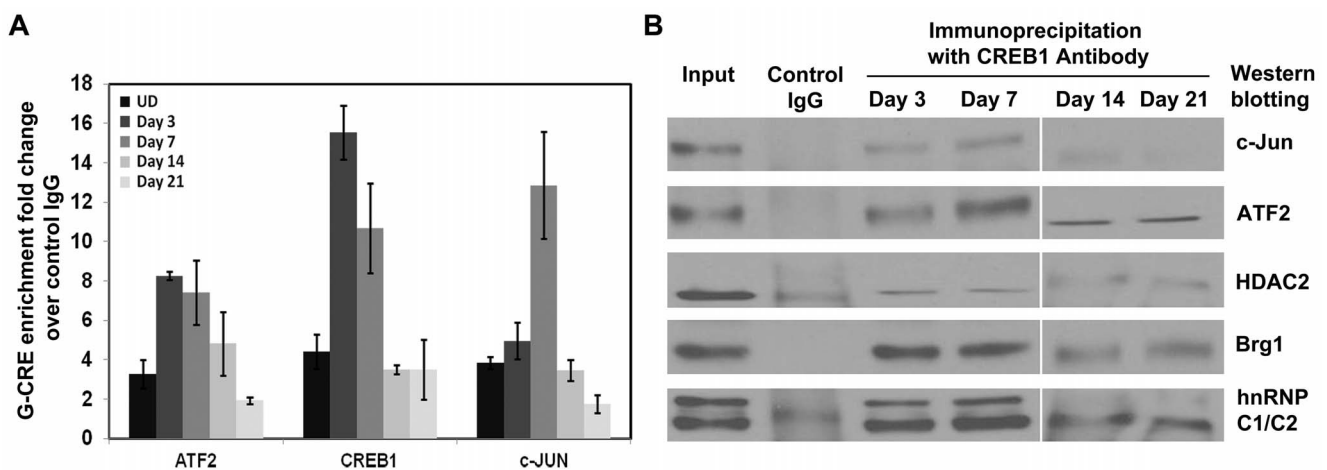 A
G-CRE enrichment fold change
over control IgG
18
16
14
12
10
8
6
4
2
0
UD
Day 3
Day 7
Day 14
Day 21
ATF2
CREB1
c-JUN
B
Immunoprecipitation
with CREB1 Antibody
Input
Control
IgG
Day 3
Day 7
Day 14
Day 21
Western
blotting
c-Jun
ATF2
HDAC2
Brg1
hnRNP
C1/C2